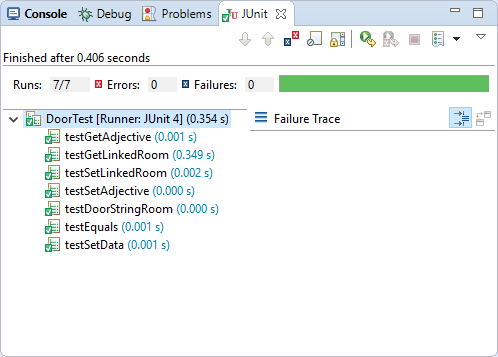 Console Debug Problems JUnit
Finished after 0.406 seconds
Runs: 7/7 Errors: 0 Failures: 0
DoorTest [Runner: JUnit 4] (0.354 s)
Failure Trace
testGetAdjective (0.001 s)
testGetLinkedRoom (0.349 s)
testSetLinkedRoom (0.002 s)
testSetAdjective (0.000 s)
testDoorStringRoom (0.000 s)
testEquals (0.001 s)
testSetData (0.001 s)